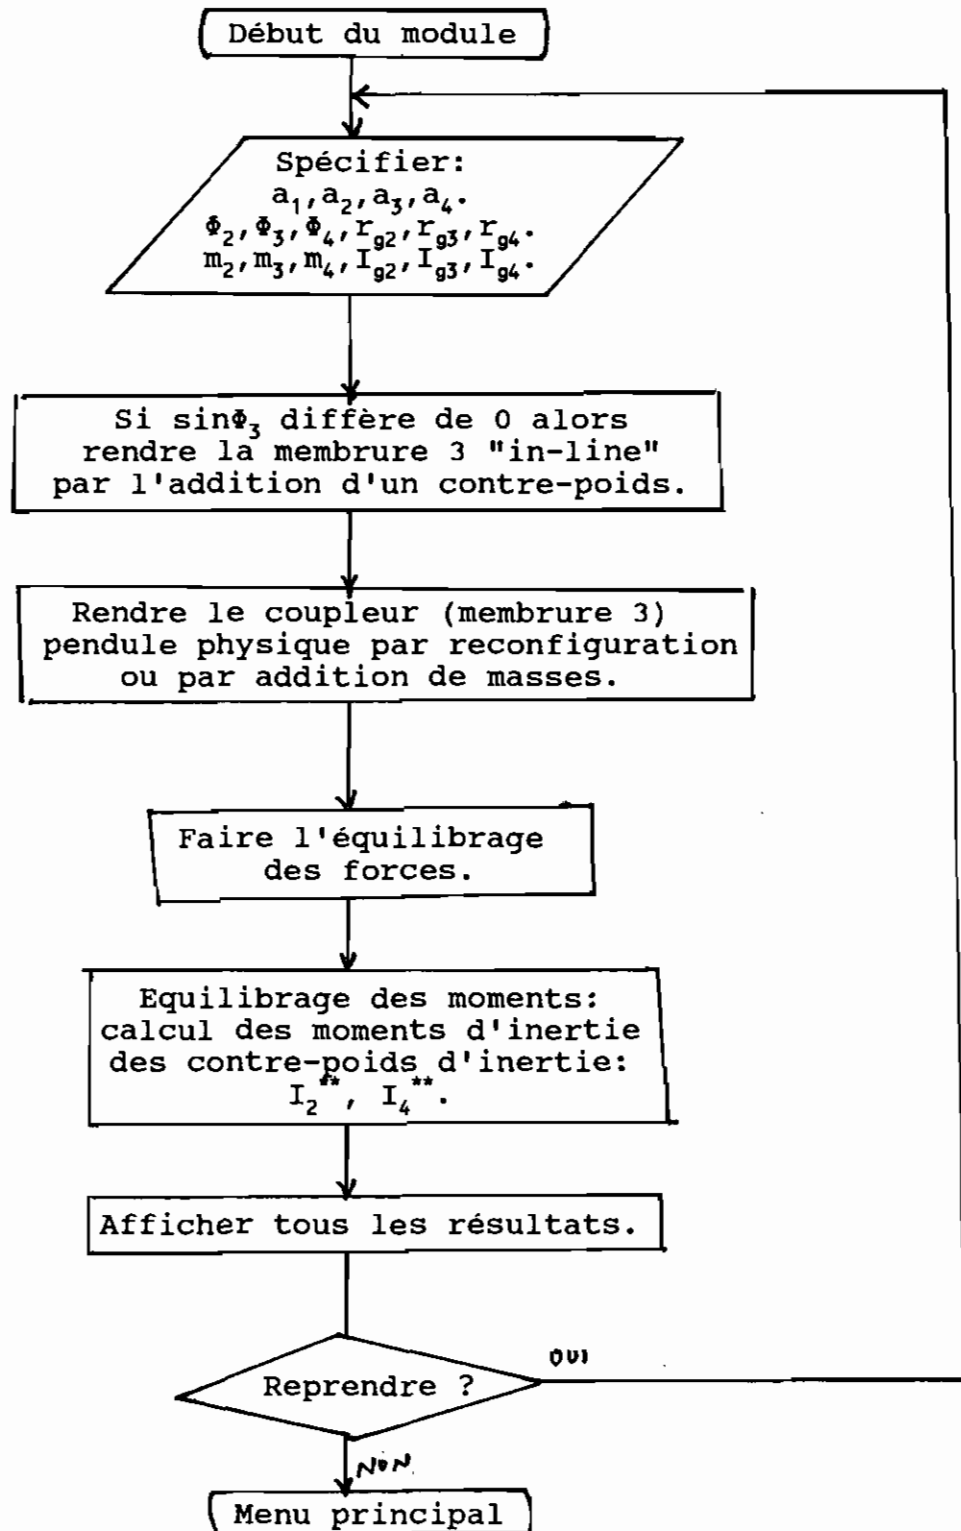 Début du module
Spécifier:
a₁,a₂,a₃,a₄.
Φ₂,Φ₃,Φ₄,r_g2,r_g3,r_g4.
m₂,m₃,m₄,I_g2,I_g3,I_g4.
Si sinΦ₃ diffère de 0 alors
rendre la membrure 3 "in-line"
par l'addition d'un contre-poids.
Rendre le coupleur (membrure 3)
pendule physique par reconfiguration
ou par addition de masses.
Faire l'équilibrage
des forces.
Equilibrage des moments:
calcul des moments d'inertie
des contre-poids d'inertie:
I₂**, I₄**.
Afficher tous les résultats.
OUI
Reprendre ?
NON
Menu principal